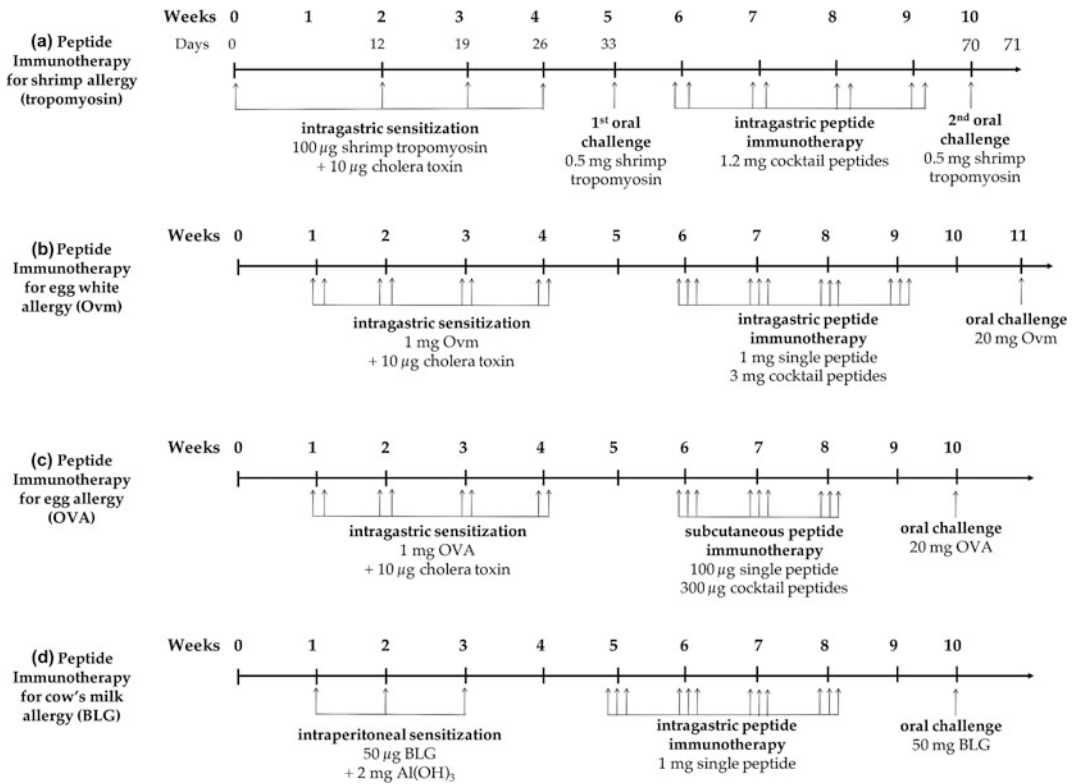 Weeks 0 1 2 3 4 5 6 7 8 9 10
Days 0 12 19 26 33 70 71
(a) Peptide
Immunotherapy
for shrimp allergy
(tropomyosin)
intragastric sensitization
100 µg shrimp tropomyosin
+ 10 µg cholera toxin
1st oral
challenge
0.5 mg shrimp
tropomyosin
intragastric peptide
immunotherapy
1.2 mg cocktail peptides
2nd oral
challenge
0.5 mg shrimp
tropomyosin
Weeks 0 1 2 3 4 5 6 7 8 9 10 11
(b) Peptide
Immunotherapy
for egg white
allergy (Ovm)
intragastric sensitization
1 mg Ovm
+ 10 µg cholera toxin
intragastric peptide
immunotherapy
1 mg single peptide
3 mg cocktail peptides
oral challenge
20 mg Ovm
Weeks 0 1 2 3 4 5 6 7 8 9 10
(c) Peptide
Immunotherapy
for egg allergy
(OVA)
intragastric sensitization
1 mg OVA
+ 10 µg cholera toxin
subcutaneous peptide
immunotherapy
100 µg single peptide
300 µg cocktail peptides
oral challenge
20 mg OVA
Weeks 0 1 2 3 4 5 6 7 8 9 10
(d) Peptide
Immunotherapy
for cow's milk
allergy (BLG)
intraperitoneal sensitization
50 µg BLG
+ 2 mg Al(OH)3
intragastric peptide
immunotherapy
1 mg single peptide
oral challenge
50 mg BLG